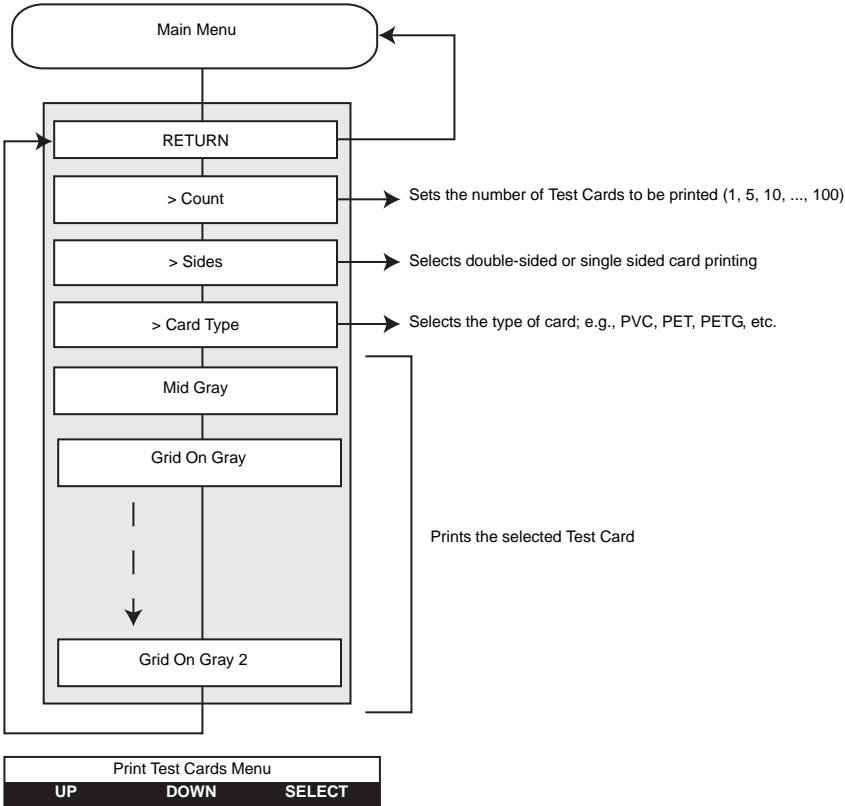 Main Menu
RETURN
> Count
Sets the number of Test Cards to be printed (1, 5, 10, ..., 100)
> Sides
Selects double-sided or single sided card printing
> Card Type
Selects the type of card; e.g., PVC, PET, PETG, etc.
Mid Gray
Grid On Gray
Prints the selected Test Card
Grid On Gray 2
Print Test Cards Menu
UP DOWN SELECT